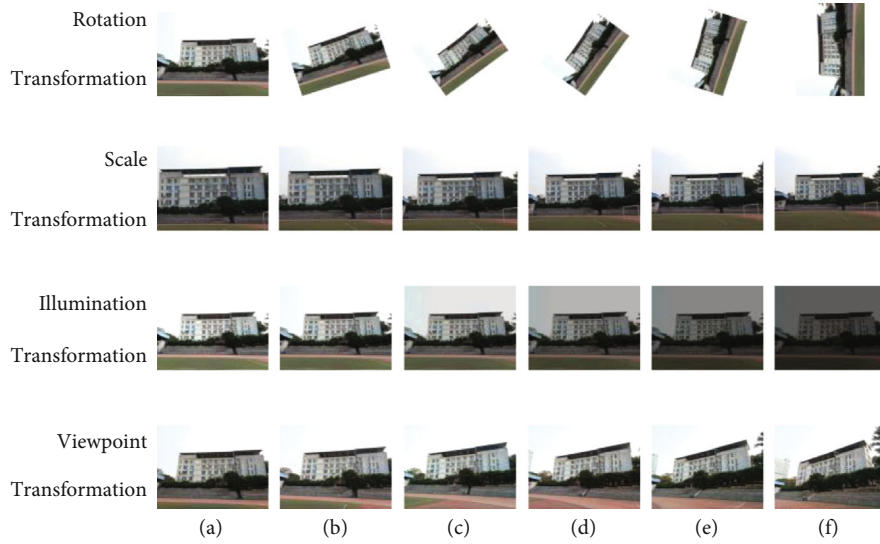 Rotation
Transformation
Scale
Transformation
Illumination
Transformation
Viewpoint
Transformation
(a) (b) (c) (d) (e) (f)